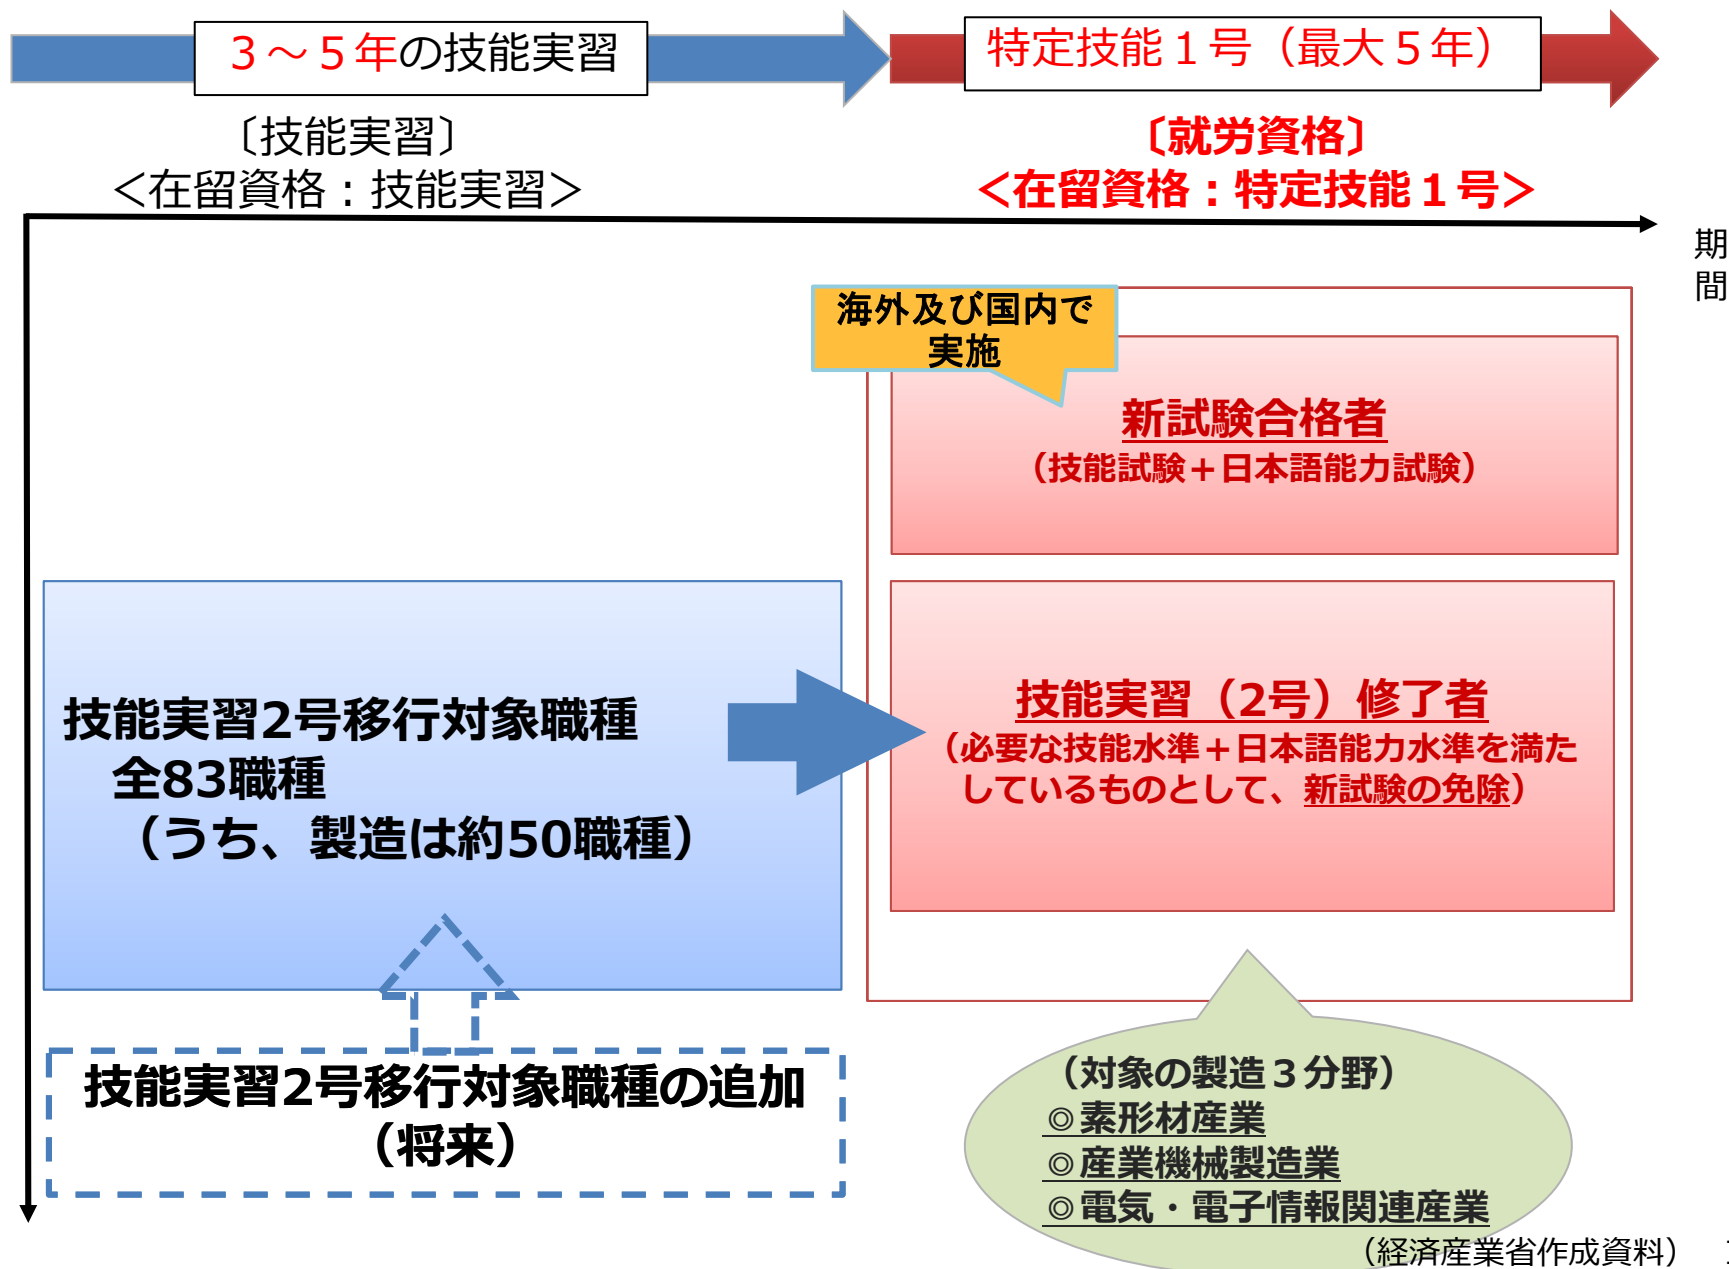 ３～５年の技能実習
特定技能１号（最大５年）
〔技能実習〕
＜在留資格：技能実習＞
〔就労資格〕
＜在留資格：特定技能１号＞
期
間
海外及び国内で
実施
新試験合格者
（技能試験＋日本語能力試験）
技能実習2号移行対象職種
全83職種
（うち、製造は約50職種）
技能実習（2号）修了者
（必要な技能水準＋日本語能力水準を満た
しているものとして、新試験の免除）
技能実習2号移行対象職種の追加
（将来）
（対象の製造３分野）
◎素形材産業
◎産業機械製造業
◎電気・電子情報関連産業
（経済産業省作成資料）